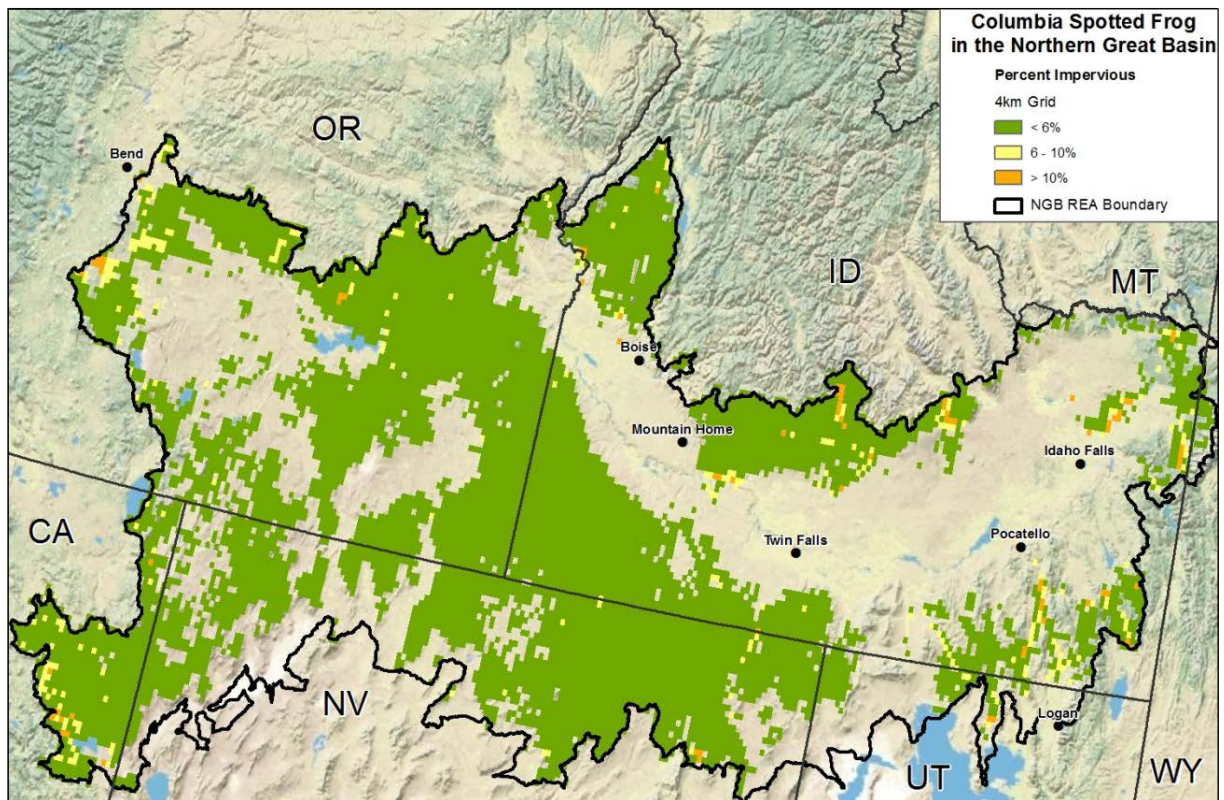 Columbia Spotted Frog
in the Northern Great Basin
Percent Impervious
4km Grid
< 6%
6 - 10%
> 10%
NGB REA Boundary
OR
Bend
ID
MT
Boise
Mountain Home
Idaho Falls
CA
Twin Falls
Pocatello
NV
Logan
UT
WY